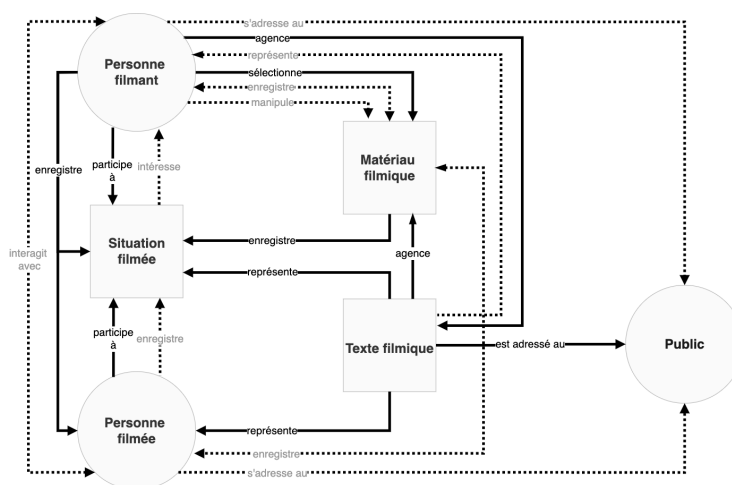 s'adresse au
agence
Personne
filmant
représente
sélectionne
enregistre
manipule
Matériau
filmique
enregistre
participe
à
intéresse
interagit
avec
Situation
filmée
enregistre
agence
représente
participe
à
enregistre
Texte filmique
est adressé au
Public
Personne
filmée
représente
enregistre
s'adresse au